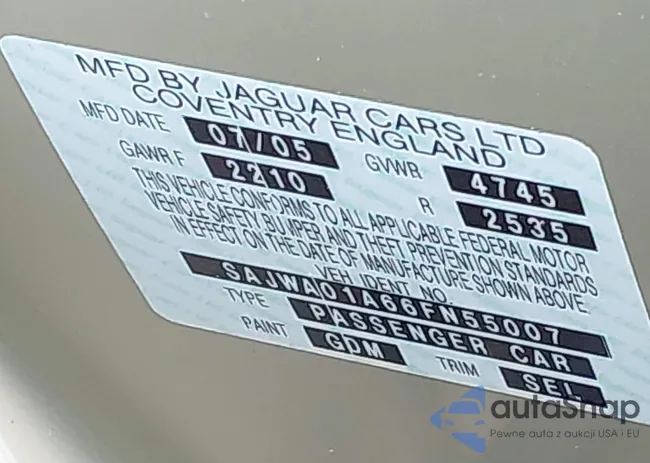 MFD BY JAGUAR CARS LTD
COVENTRY ENGLAND
MFD DATE 07/05 GVWR 4745
GAWR F 2210 R 2535
THIS VEHICLE CONFORMS TO ALL APPLICABLE FEDERAL MOTOR
VEHICLE SAFETY, BUMPER AND THEFT PREVENTION STANDARDS
IN EFFECT ON THE DATE OF MANUFACTURE SHOWN ABOVE.
VEH. IDENT NO.
SAJWA01A66FN55007
TYPE PASSENGER CAR
PAINT GDM TRIM SEL
autaSnap
Pewne auta z aukcji USA i EU